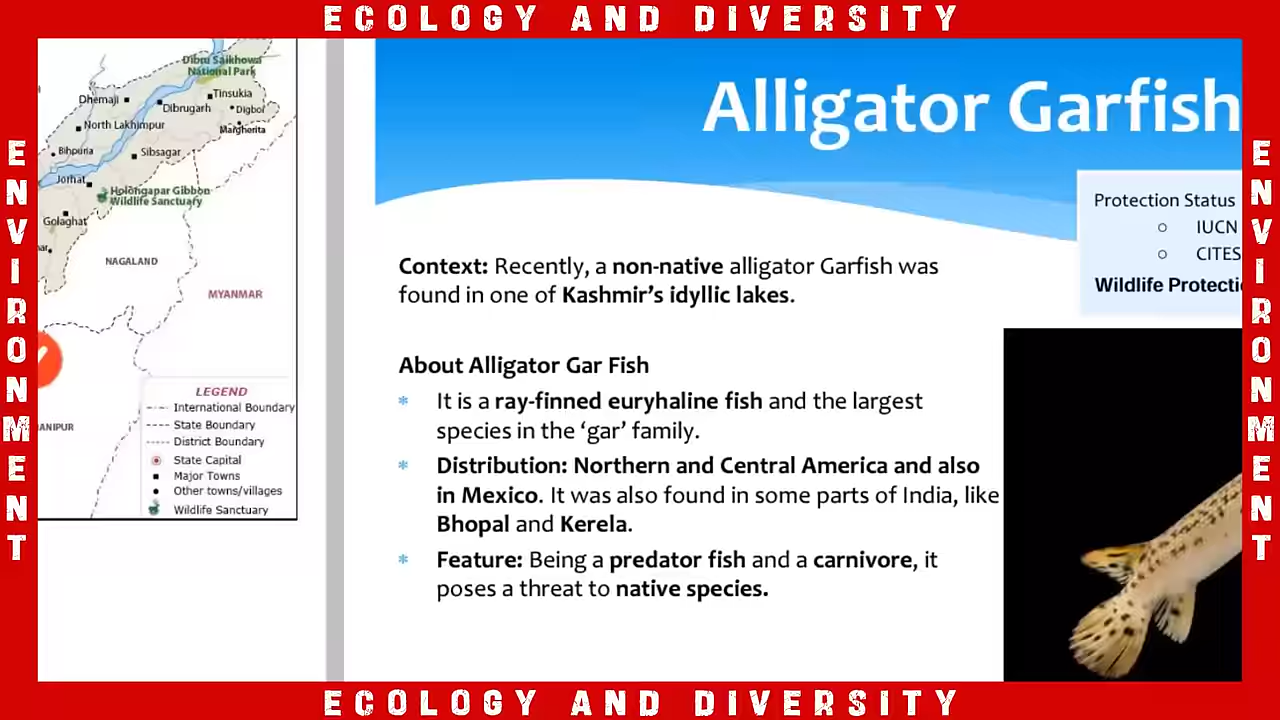 ECOLOGY AND DIVERSITY
ENVIRONMENT
Dibru Saikhowa
National Park
Dhemaji
Tinsukia
Dibrugarh
Digboi
North Lakhimpur
Margherita
Bihpuria
Sibsagar
Jorhat
Hollongapar Gibbon
Wildlife Sanctuary
Golaghat
NAGALAND
MYANMAR
ANIPUR
LEGEND
International Boundary
State Boundary
District Boundary
State Capital
Major Towns
Other towns/villages
Wildlife Sanctuary
Alligator Garfish
Protection Status
IUCN
CITES
Wildlife Protecti
Context: Recently, a non-native alligator Garfish was
found in one of Kashmir’s idyllic lakes.
About Alligator Gar Fish
It is a ray-finned euryhaline fish and the largest
species in the ‘gar’ family.
Distribution: Northern and Central America and also
in Mexico. It was also found in some parts of India, like
Bhopal and Kerela.
Feature: Being a predator fish and a carnivore, it
poses a threat to native species.
ENVIRONMENT
ECOLOGY AND DIVERSITY